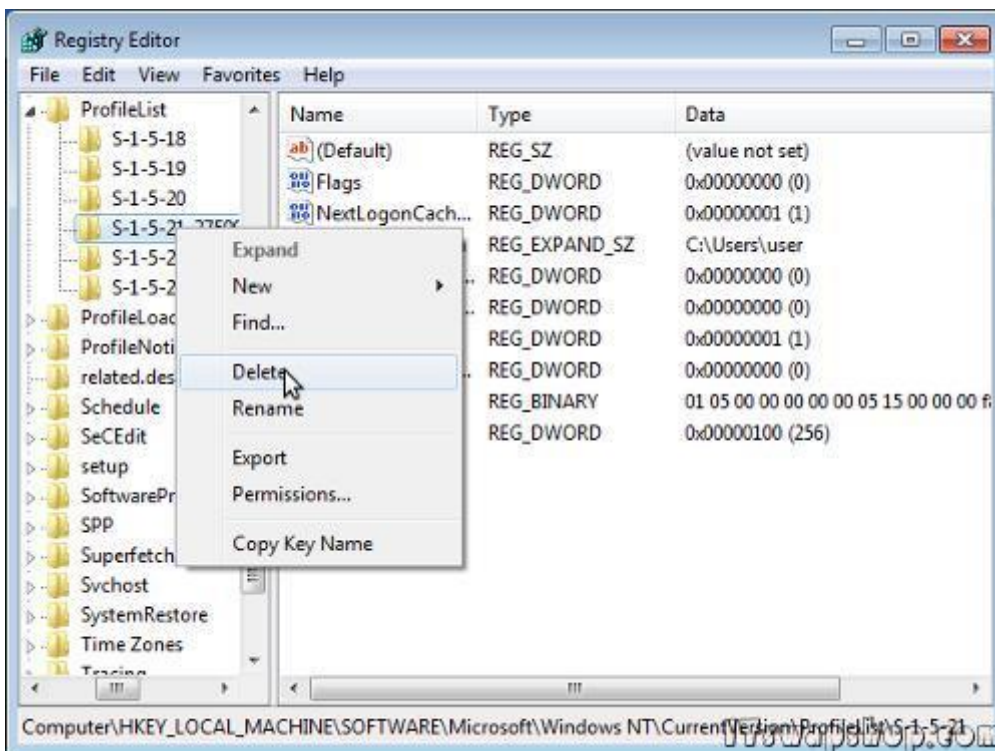 Registry Editor
File Edit View Favorites Help
ProfileList
S-1-5-18
S-1-5-19
S-1-5-20
S-1-5-21
S-1-5-2
S-1-5-2
ProfileLoad
ProfileNoti
related.des
Schedule
SeCEdit
setup
SoftwarePr
SPP
Superfetch
Svchost
SystemRestore
Time Zones
Tracing
Expand
New
Find...
Delete
Rename
Export
Permissions...
Copy Key Name
Name Type Data
(Default) REG_SZ (value not set)
Flags REG_DWORD 0x00000000 (0)
NextLogonCach... REG_DWORD 0x00000001 (1)
REG_EXPAND_SZ C:\Users\user
REG_DWORD 0x00000000 (0)
REG_DWORD 0x00000000 (0)
REG_DWORD 0x00000001 (1)
REG_DWORD 0x00000000 (0)
REG_BINARY 01 05 00 00 00 00 00 05 15 00 00 00
REG_DWORD 0x00000100 (256)
Computer\HKEY_LOCAL_MACHINE\SOFTWARE\Microsoft\Windows NT\CurrentVersion\ProfileList\S-1-5-21